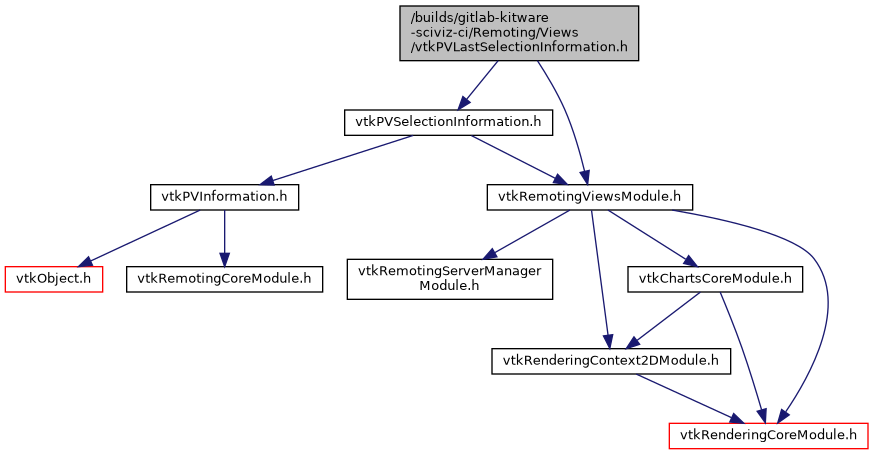 /builds/gitlab-kitware
-sciviz-ci/Remoting/Views
/vtkPVLastSelectionInformation.h
vtkPVSelectionInformation.h
vtkPVInformation.h
vtkRemotingViewsModule.h
vtkObject.h
vtkRemotingCoreModule.h
vtkRemotingServerManager
Module.h
vtkChartsCoreModule.h
vtkRenderingContext2DModule.h
vtkRenderingCoreModule.h